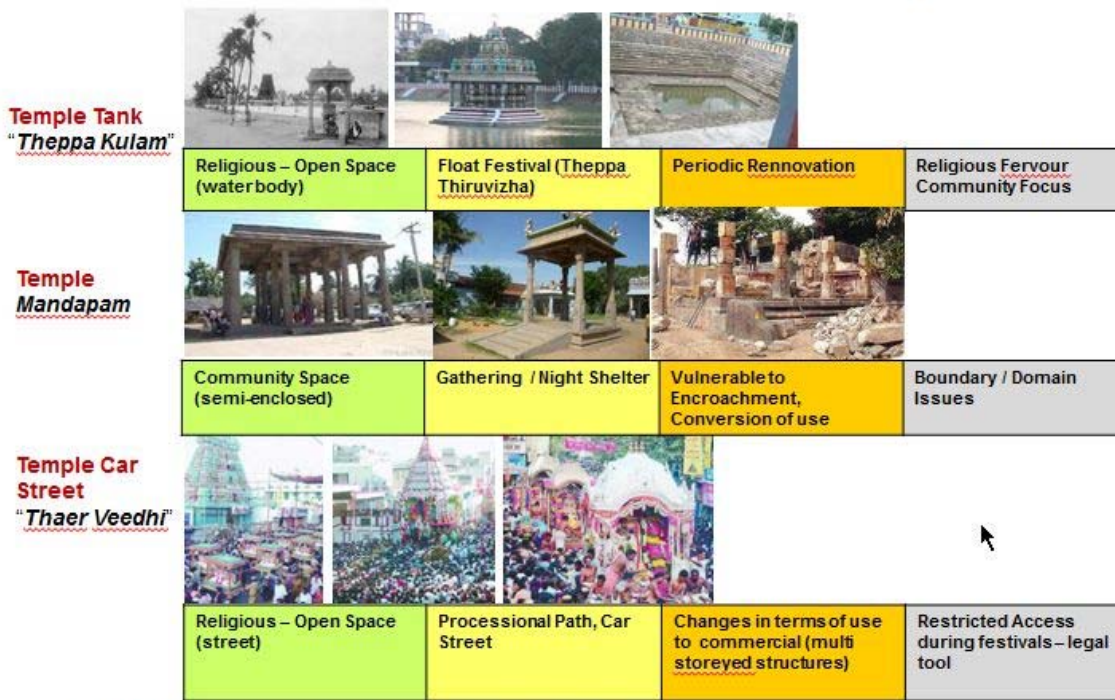 Temple Tank
“Theppa Kulam”
Religious – Open Space
(water body)
Float Festival (Theppa
Thiruvizha)
Periodic Rennovation
Religious Fervour
Community Focus
Temple
Mandapam
Community Space
(semi-enclosed)
Gathering / Night Shelter
Vulnerable to
Encroachment,
Conversion of use
Boundary / Domain
Issues
Temple Car
Street
“Thaer Veedhi”
Religious – Open Space
(street)
Processional Path, Car
Street
Changes in terms of use
to commercial (multi
storeyed structures)
Restricted Access
during festivals – legal
tool